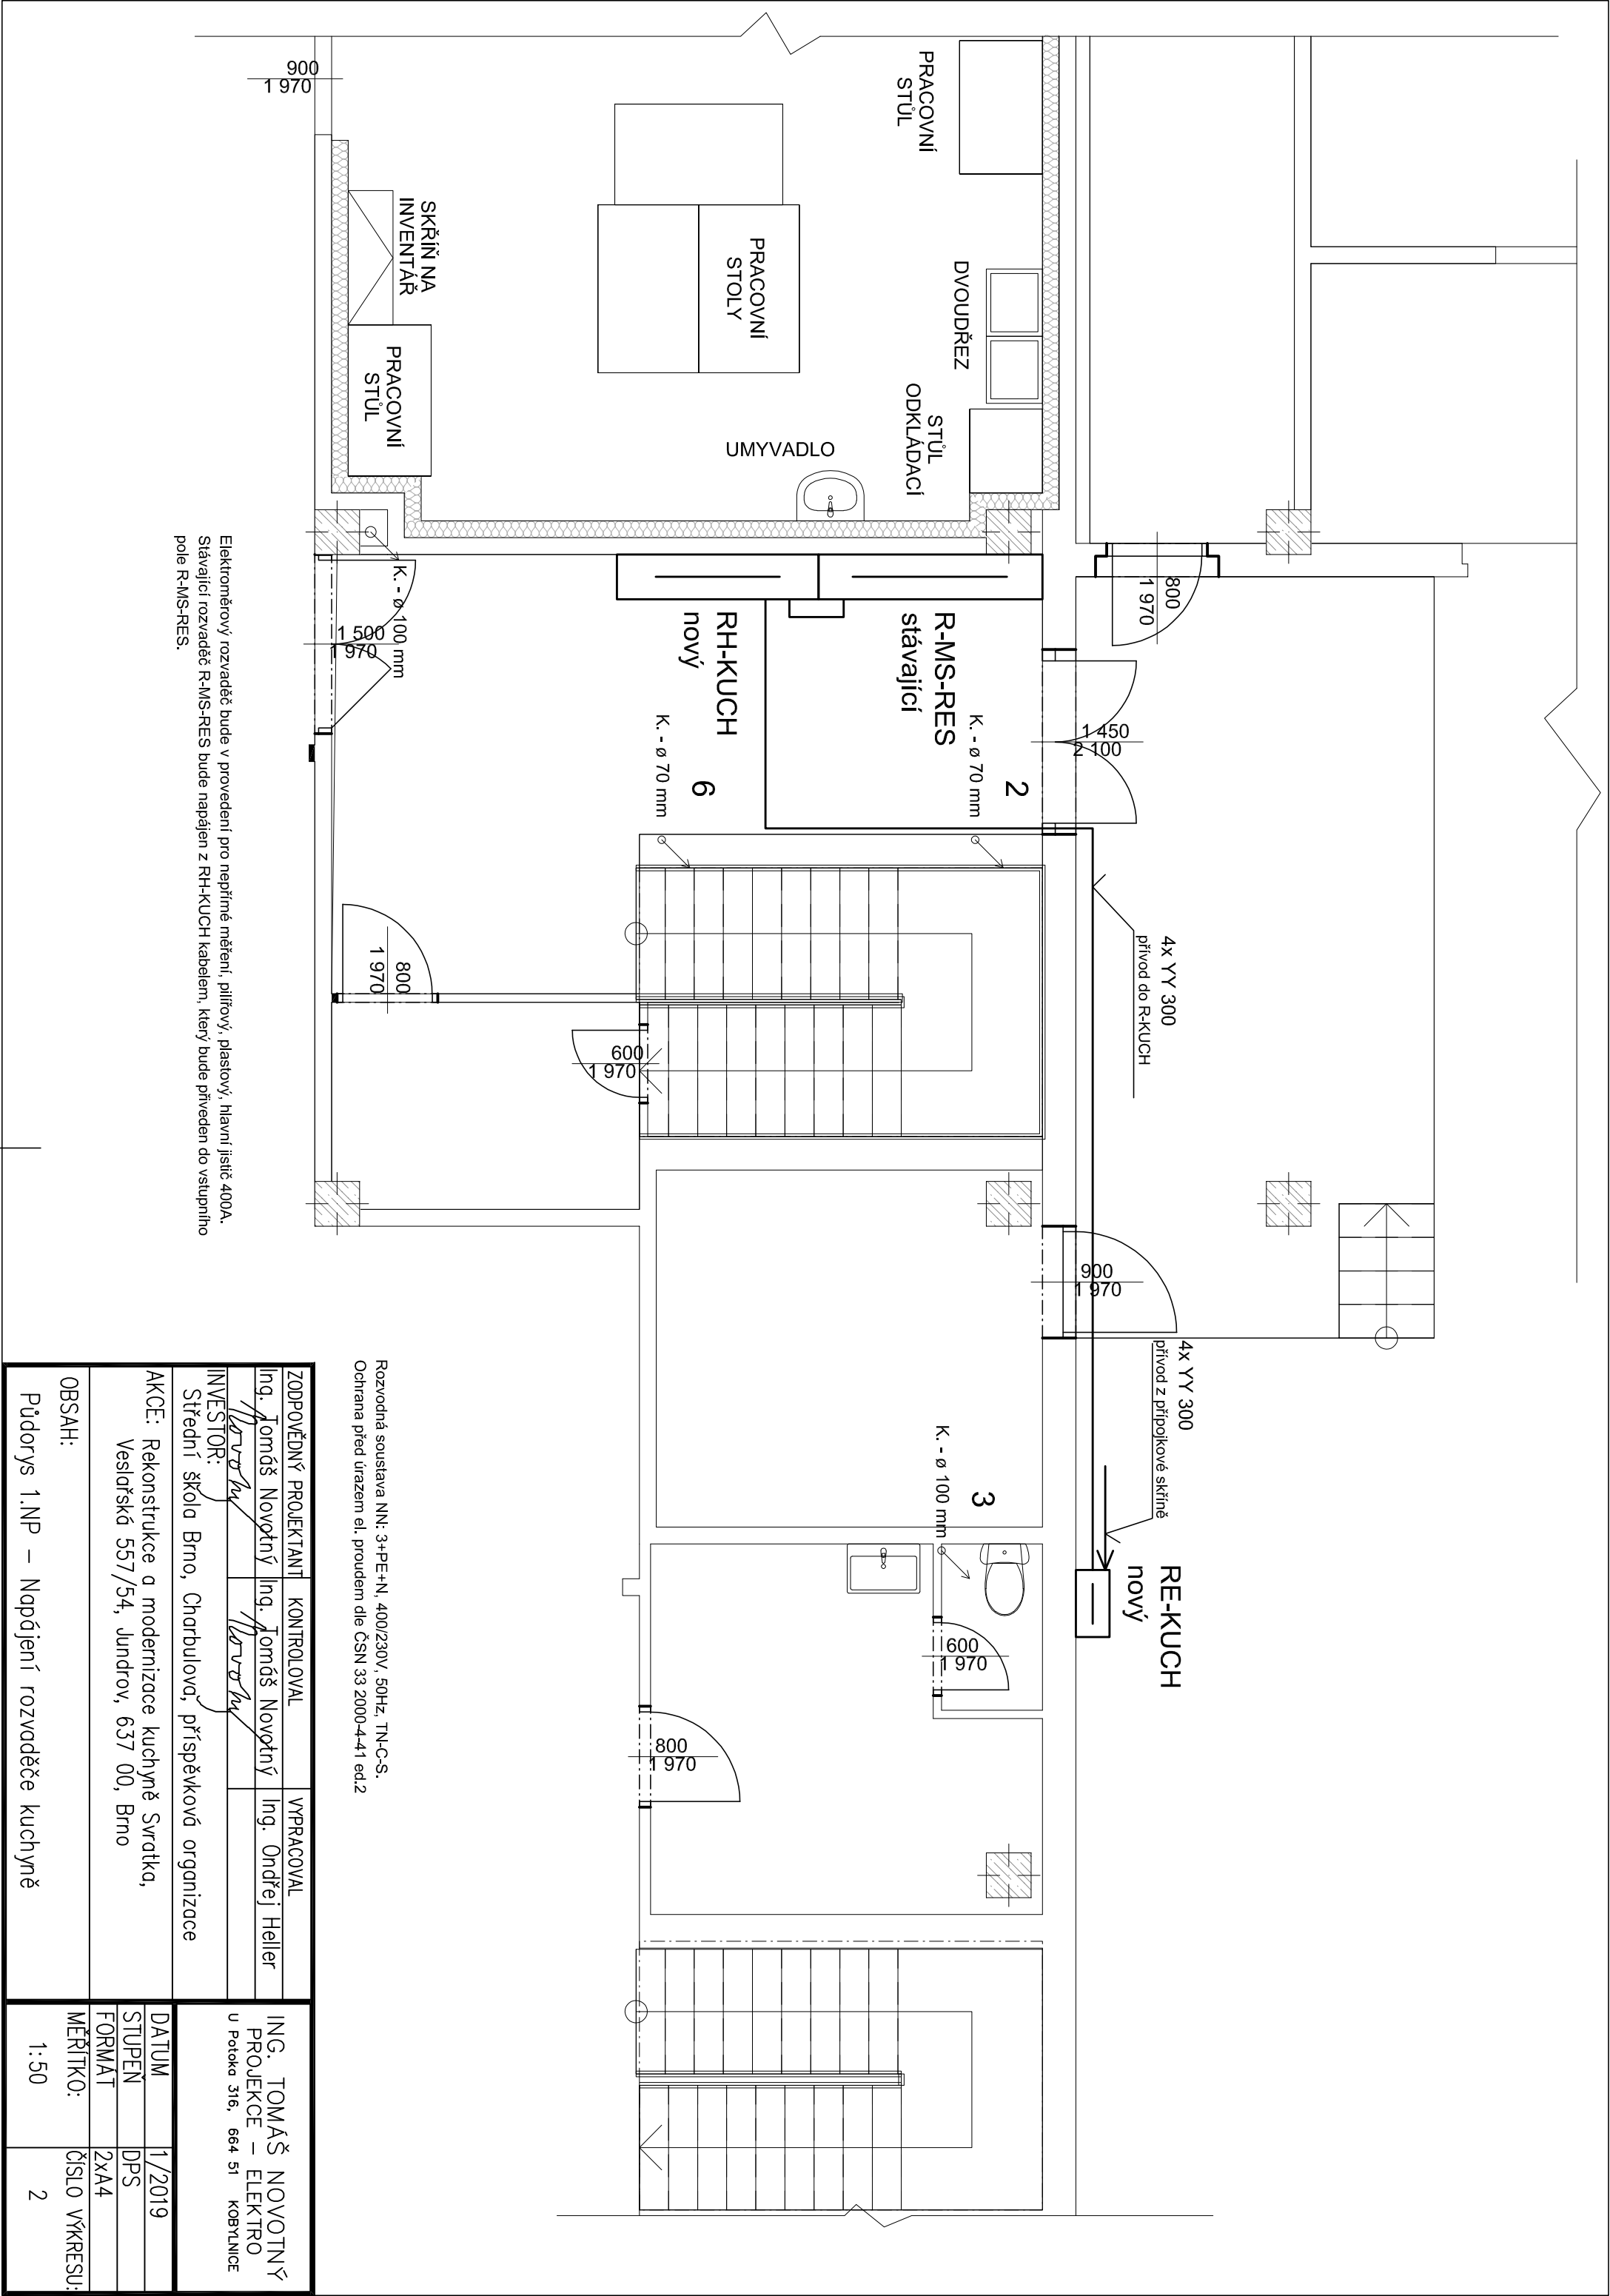 PRACOVNÍ
STŮL
DVOUDŘEZ
STŮL
ODKLÁDACÍ
PRACOVNÍ
STOLY
UMYVADLO
SKŘÍŇ NA
INVENTÁŘ
PRACOVNÍ
STŮL
900
1 970
800
1 970
1 450
2 100
R-MS-RES
stávající
RH-KUCH
nový
2
K. - ø 70 mm
6
K. - ø 70 mm
K. - ø 100 mm
1 500
1 970
800
1 970
600
1 970
4x YY 300
přívod do R-KUCH
900
1 970
4x YY 300
přívod z přípojkové skříně
RE-KUCH
nový
3
K. - ø 100 mm
600
1 970
800
1 970
Elektroměrový rozvaděč bude v provedení pro nepřímé měření, pilířový, plastový, hlavní jistič 400A.
Stávající rozvaděč R-MS-RES bude napájen z RH-KUCH kabelem, který bude přiveden do vstupního
pole R-MS-RES.
Rozvodná soustava NN: 3+PE+N, 400/230V, 50Hz, TN-C-S.
Ochrana před úrazem el. proudem dle ČSN 33 2000-4-41 ed.2
ZODPOVĚDNÝ PROJEKTANT KONTROLOVAL VYPRACOVAL
Ing. Tomáš Novotný Ing. Tomáš Novotný Ing. Ondřej Heller
INVESTOR:
Střední škola Brno, Charbulova, příspěvková organizace
AKCE: Rekonstrukce a modernizace kuchyně Svratka,
Veslařská 557/54, Jundrov, 637 00, Brno
OBSAH:
Půdorys 1.NP – Napájení rozvaděče kuchyně
ING. TOMÁŠ NOVOTNÝ
PROJEKCE – ELEKTRO
U Potoka 316, 664 51 KOBYLNICE
DATUM 1/2019
STUPEŇ DPS
FORMÁT 2xA4
MĚŘÍTKO: ČÍSLO VÝKRESU:
1:50 2